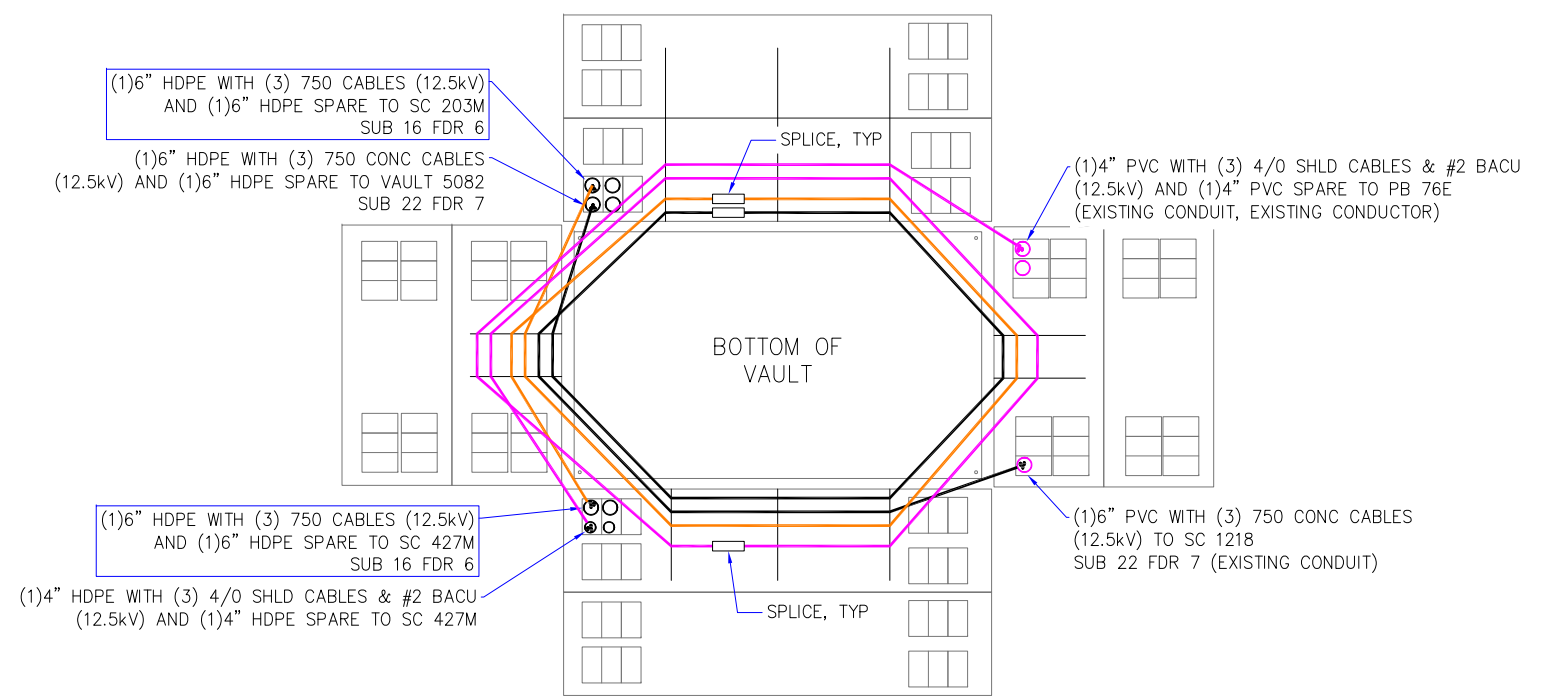 (1)6" HDPE WITH (3) 750 CABLES (12.5kV)
AND (1)6" HDPE SPARE TO SC 203M
SUB 16 FDR 6
(1)6" HDPE WITH (3) 750 CONC CABLES
(12.5kV) AND (1)6" HDPE SPARE TO VAULT 5082
SUB 22 FDR 7
SPLICE, TYP
(1)4" PVC WITH (3) 4/0 SHLD CABLES & #2 BACU
(12.5kV) AND (1)4" PVC SPARE TO PB 76E
(EXISTING CONDUIT, EXISTING CONDUCTOR)
BOTTOM OF
VAULT
(1)6" HDPE WITH (3) 750 CABLES (12.5kV)
AND (1)6" HDPE SPARE TO SC 427M
SUB 16 FDR 6
(1)4" HDPE WITH (3) 4/0 SHLD CABLES & #2 BACU
(12.5kV) AND (1)4" HDPE SPARE TO SC 427M
SPLICE, TYP
(1)6" PVC WITH (3) 750 CONC CABLES
(12.5kV) TO SC 1218
SUB 22 FDR 7 (EXISTING CONDUIT)